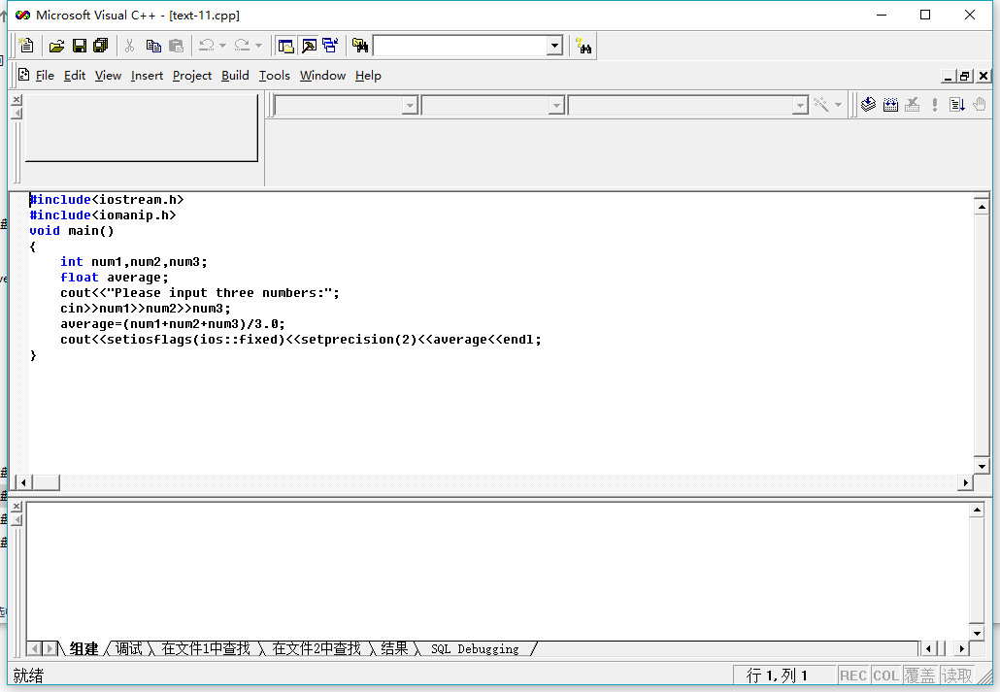 Microsoft Visual C++ - [text-11.cpp]
File Edit View Insert Project Build Tools Window Help
#include<iostream.h>
#include<iomanip.h>
void main()
{
int num1,num2,num3;
float average;
cout<<"Please input three numbers:";
cin>>num1>>num2>>num3;
average=(num1+num2+num3)/3.0;
cout<<setiosflags(ios::fixed)<<setprecision(2)<<average<<endl;
}
组建 调试 在文件1中查找 在文件2中查找 结果 SQL Debugging
就绪 行 1, 列 1 REC COL 覆盖 读取